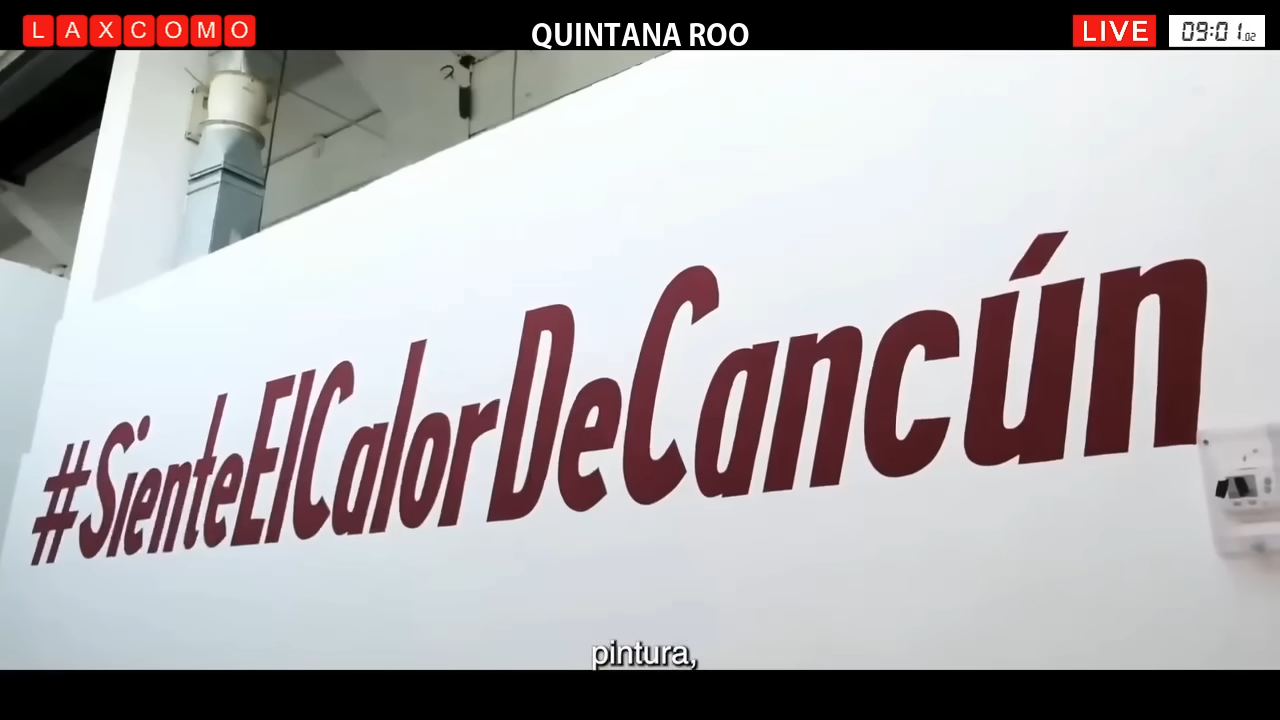 LAXCOMO
QUINTANA ROO
LIVE
09:01.02
#SienteElCalorDeCancún
pintura,